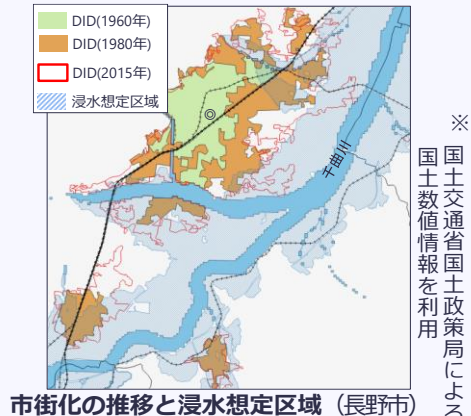 DID(1960年)
DID(1980年)
DID(2015年)
浸水想定区域
千曲川
※国土交通省国土政策局による
国土数値情報を利用
市街化の推移と浸水想定区域（長野市）